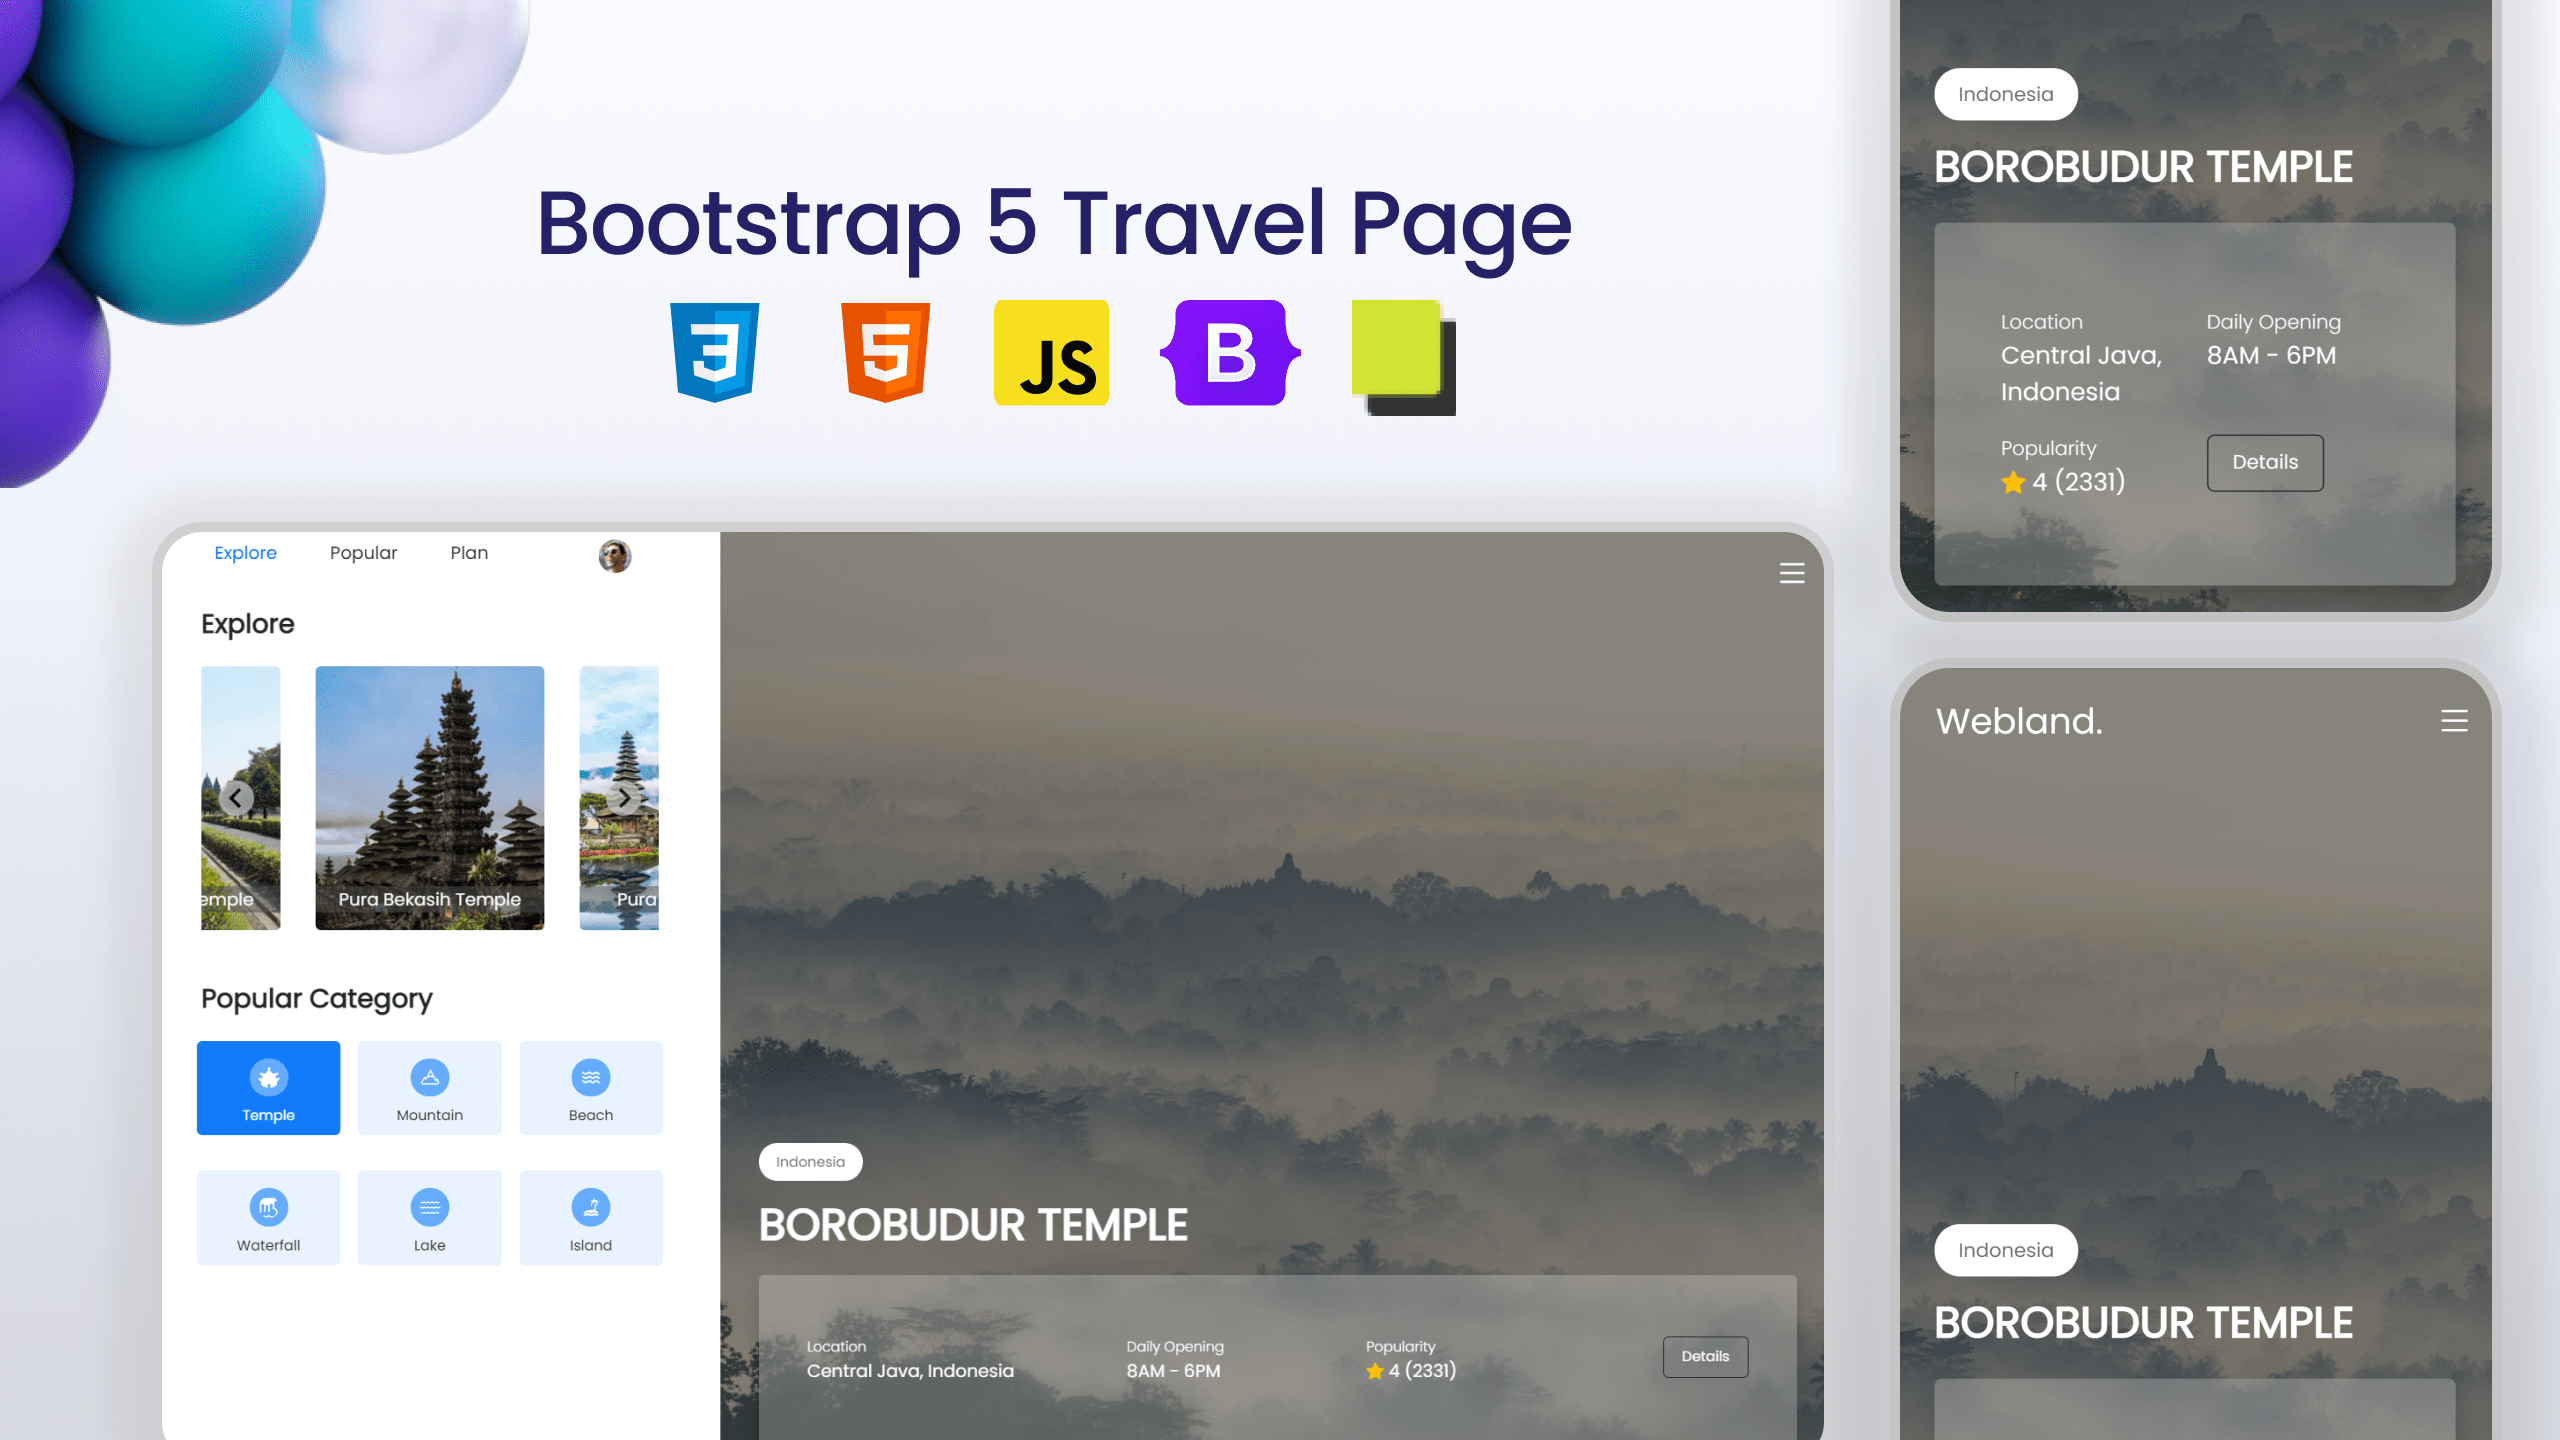 Bootstrap 5 Travel Page
3
5
JS
B
Explore
Popular
Plan
Explore
emple
Pura Bekasih Temple
Pura
Popular Category
Temple
Mountain
Beach
Waterfall
Lake
Island
Indonesia
BOROBUDUR TEMPLE
Location
Central Java, Indonesia
Daily Opening
8AM - 6PM
Popularity
4 (2331)
Details
Indonesia
BOROBUDUR TEMPLE
Location
Central Java,
Indonesia
Daily Opening
8AM - 6PM
Popularity
4 (2331)
Details
Webland.
Indonesia
BOROBUDUR TEMPLE